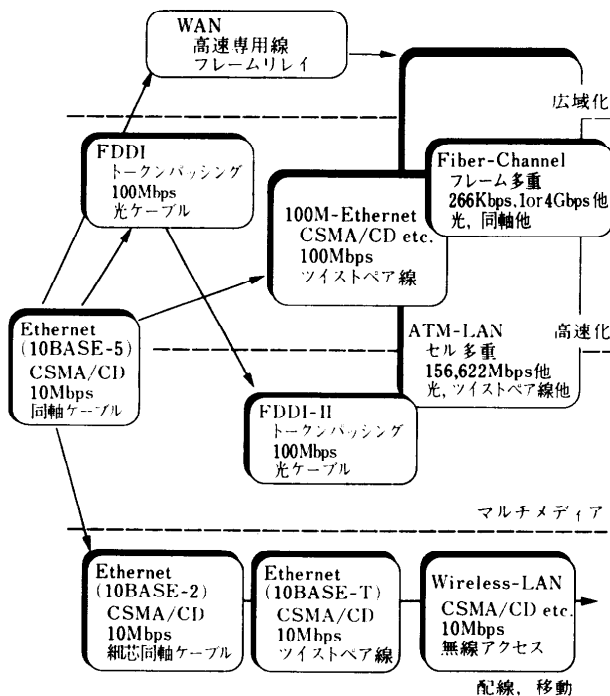 WAN
高速専用線
フレームリレイ
広域化
FDDI
トークンパッシング
100Mbps
光ケーブル
Fiber-Channel
フレーム多重
266Kbps,1or4Gbps他
光, 同軸他
100M-Ethernet
CSMA/CD etc.
100Mbps
ツイストペア線
Ethernet
(10BASE-5)
CSMA/CD
10Mbps
同軸ケーブル
ATM-LAN
セル多重
156,622Mbps他
光,ツイストペア線他
高速化
FDDI-II
トークンパッシング
100Mbps
光ケーブル
マルチメディア
Ethernet
(10BASE-2)
CSMA/CD
10Mbps
細芯同軸ケーブル
Ethernet
(10BASE-T)
CSMA/CD
10Mbps
ツイストペア線
Wireless-LAN
CSMA/CD etc.
10Mbps
無線アクセス
配線, 移動